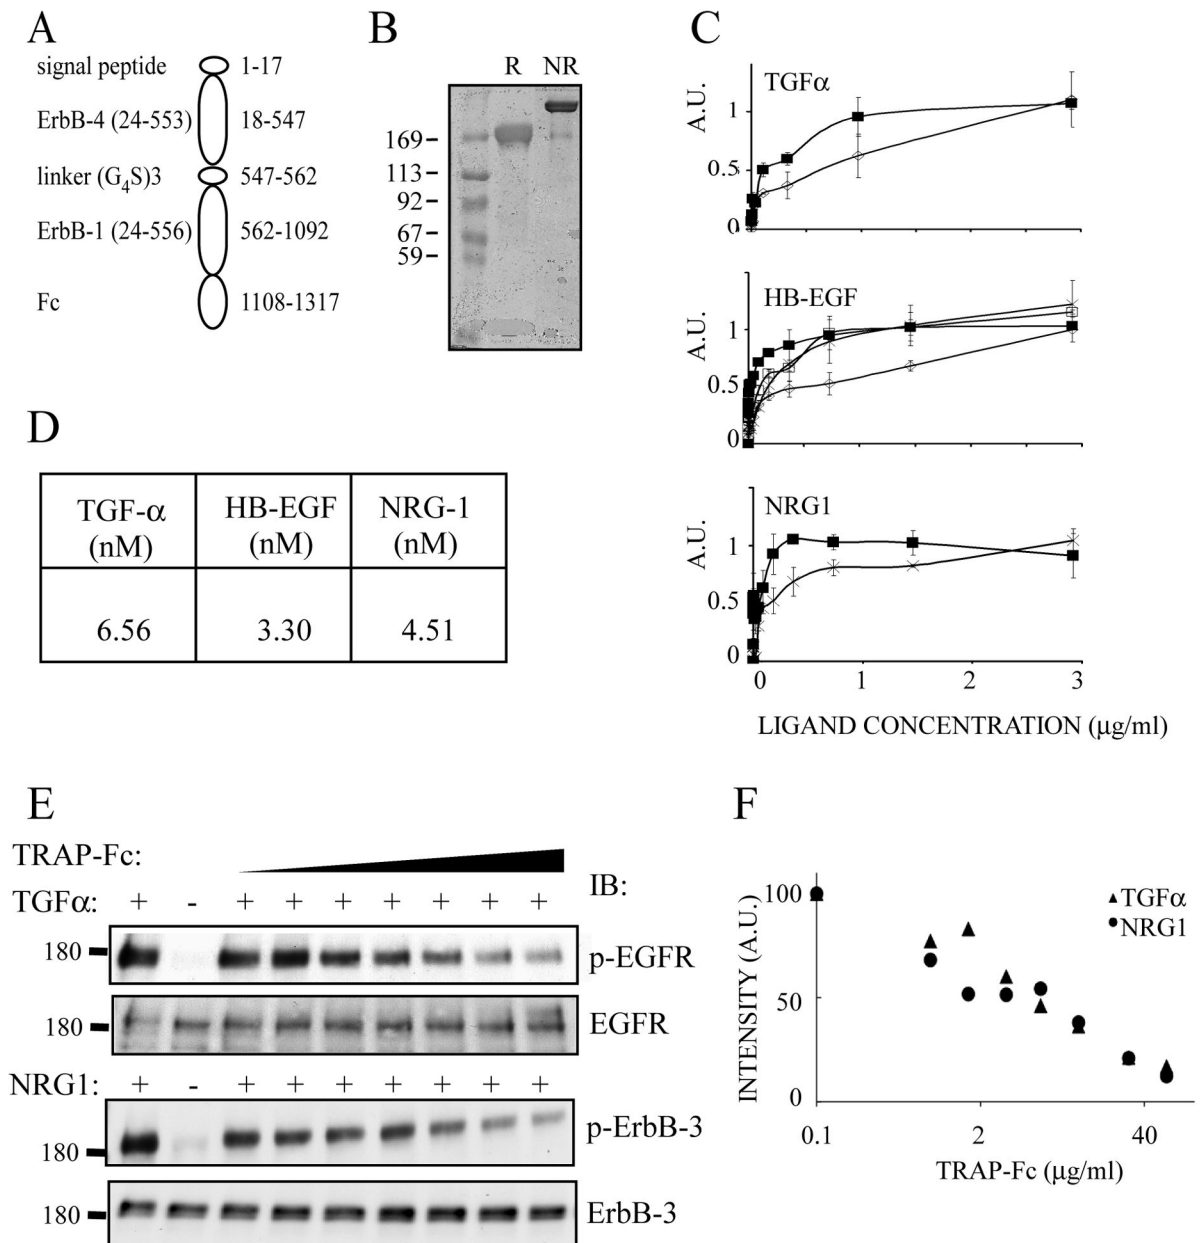 A
signal peptide 1-17
ErbB-4 (24-553) 18-547
linker (G4S)3 547-562
ErbB-1 (24-556) 562-1092
Fc 1108-1317
B
R NR
169
113
92
67
59
C
TGFα
A.U.
1
0.5
0
HB-EGF
A.U.
1
0.5
0
NRG1
A.U.
1
0.5
0
0 1 2 3
LIGAND CONCENTRATION (μg/ml)
D
TGF-α (nM) HB-EGF (nM) NRG-1 (nM)
6.56 3.30 4.51
E
TRAP-Fc:
IB:
TGFα: + - + + + + + + +
180 p-EGFR
180 EGFR
NRG1: + - + + + + + + +
180 p-ErbB-3
180 ErbB-3
F
INTENSITY (A.U.)
100
50
0
TGFα
NRG1
0.1 2 40
TRAP-Fc (μg/ml)